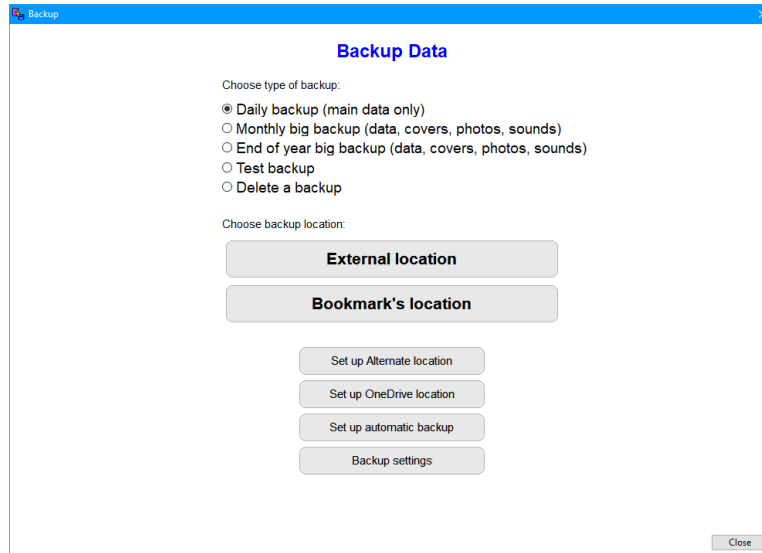 Backup
Backup Data
Choose type of backup:
Daily backup (main data only)
Monthly big backup (data, covers, photos, sounds)
End of year big backup (data, covers, photos, sounds)
Test backup
Delete a backup
Choose backup location:
External location
Bookmark's location
Set up Alternate location
Set up OneDrive location
Set up automatic backup
Backup settings
Close